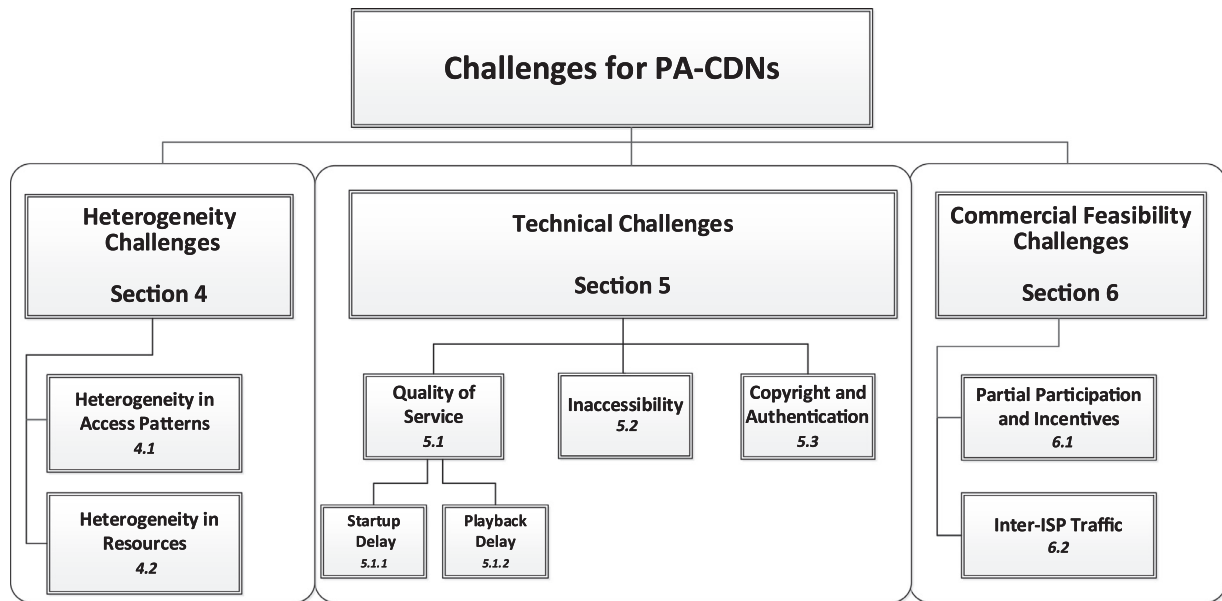 Challenges for PA-CDNs
Heterogeneity
Challenges
Section 4
Heterogeneity in
Access Patterns
4.1
Heterogeneity in
Resources
4.2
Technical Challenges
Section 5
Quality of
Service
5.1
Startup
Delay
5.1.1
Playback
Delay
5.1.2
Inaccessibility
5.2
Copyright and
Authentication
5.3
Commercial Feasibility
Challenges
Section 6
Partial Participation
and Incentives
6.1
Inter-ISP Traffic
6.2